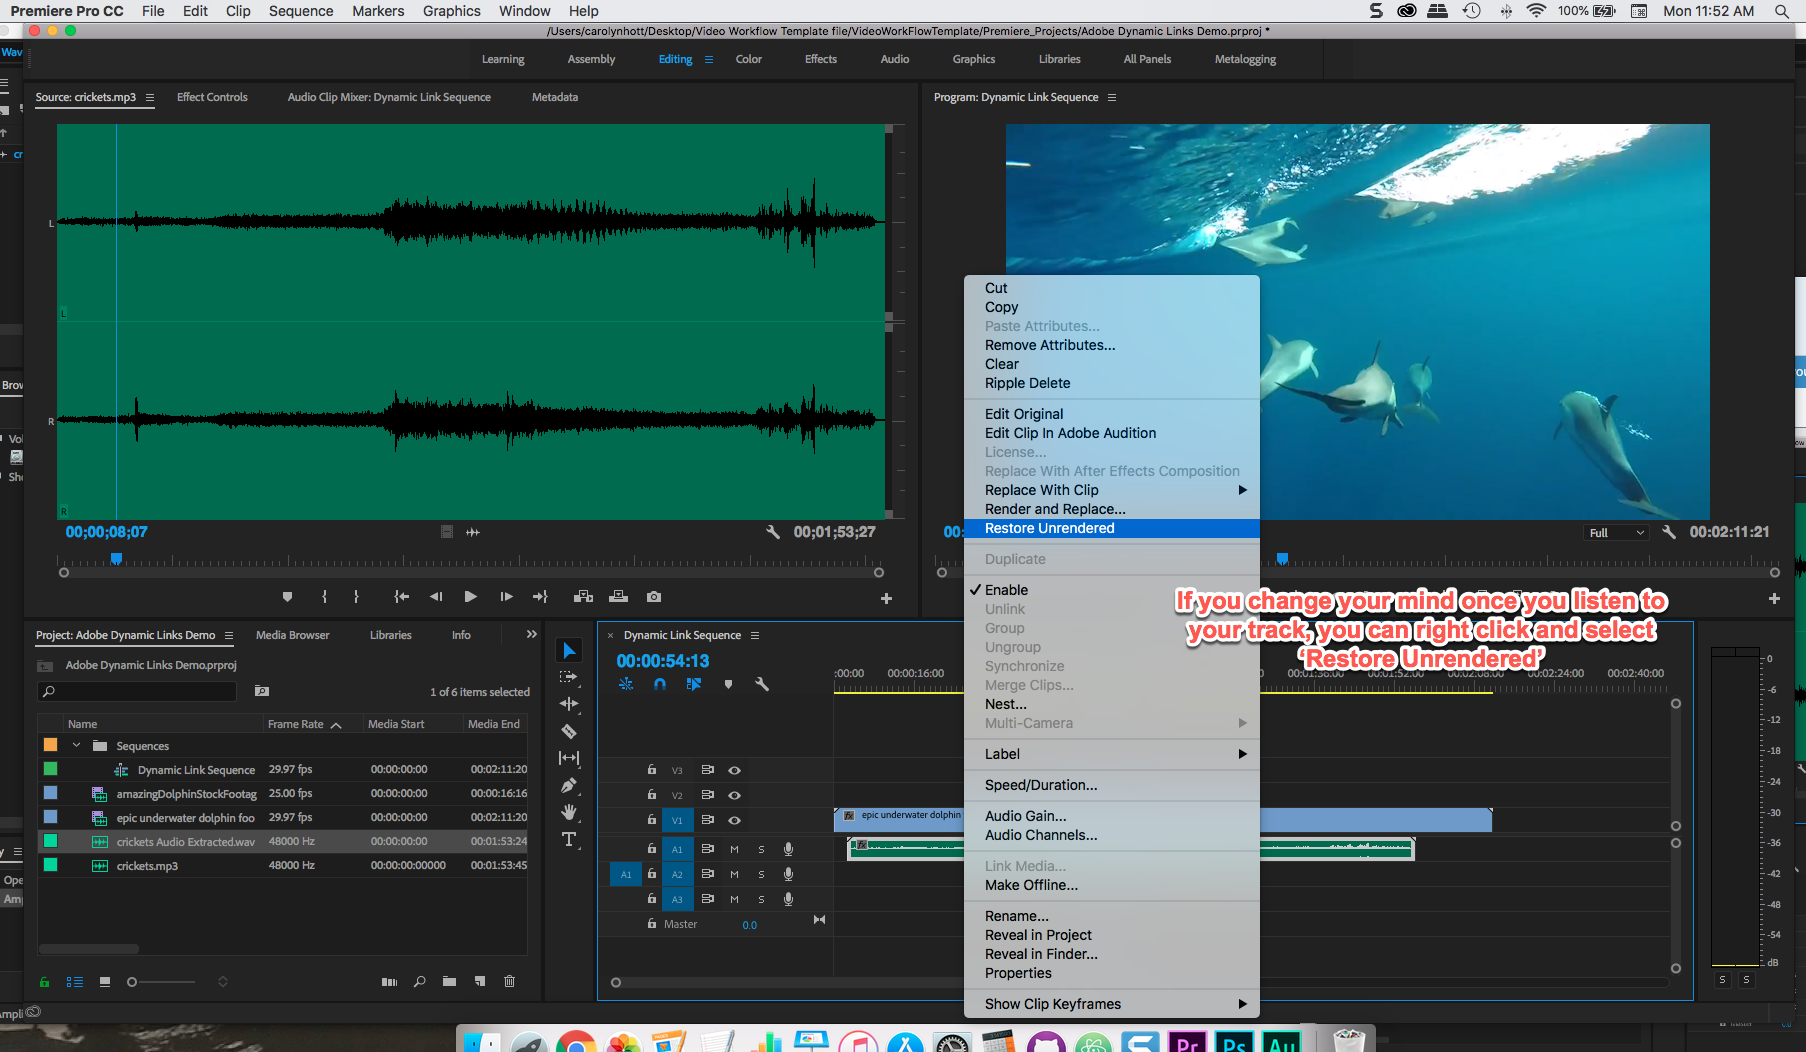 Premiere Pro CC File Edit Clip Sequence Markers Graphics Window Help 100% Mon 11:52 AM
/Users/carolynhott/Desktop/Video Workflow Template file/VideoWorkFlowTemplate/Premiere_Projects/Adobe Dynamic Links Demo.prproj *
Learning Assembly Editing Color Effects Audio Graphics Libraries All Panels Metalogging
Source: crickets.mp3 Effect Controls Audio Clip Mixer: Dynamic Link Sequence Metadata
Program: Dynamic Link Sequence
L
L
R
R
00;00;08;07 00;01;53;27
Full 00:02:11:21
Cut
Copy
Paste Attributes...
Remove Attributes...
Clear
Ripple Delete
Edit Original
Edit Clip In Adobe Audition
License...
Replace With After Effects Composition
Replace With Clip
Render and Replace...
Restore Unrendered
Duplicate
Enable
Unlink
Group
Ungroup
Synchronize
Merge Clips...
Nest...
Multi-Camera
Label
Speed/Duration...
Audio Gain...
Audio Channels...
Link Media...
Make Offline...
Rename...
Reveal in Project
Reveal in Finder...
Properties
Show Clip Keyframes
If you change your mind once you listen to
your track, you can right click and select
‘Restore Unrendered’
Project: Adobe Dynamic Links Demo Media Browser Libraries Info
Adobe Dynamic Links Demo.prproj
1 of 6 items selected
Name Frame Rate Media Start Media End
Sequences
Dynamic Link Sequence 29.97 fps 00:00:00:00 00:02:11:20
amazingDolphinStockFootag 25.00 fps 00:00:00:00 00:00:16:16
epic underwater dolphin foo 29.97 fps 00:00:00:00 00:02:11:20
crickets Audio Extracted.wav 48000 Hz 00:00:00:00 00:01:53:24
crickets.mp3 48000 Hz 00:00:00:00000 00:01:53:45
Dynamic Link Sequence
00:00:54:13
:00:00 00:00:16:00 00:01:38:00 00:01:52:00 00:02:08:00 00:02:24:00 00:02:40:00
V3
V2
V1 fx epic underwater dolphin
A1 M S fx
A1 A2 M S
A3 M S
Master 0.0
0
-6
-12
-18
-24
-30
-36
-42
-48
-54
dB
S S
Pr Ps Au